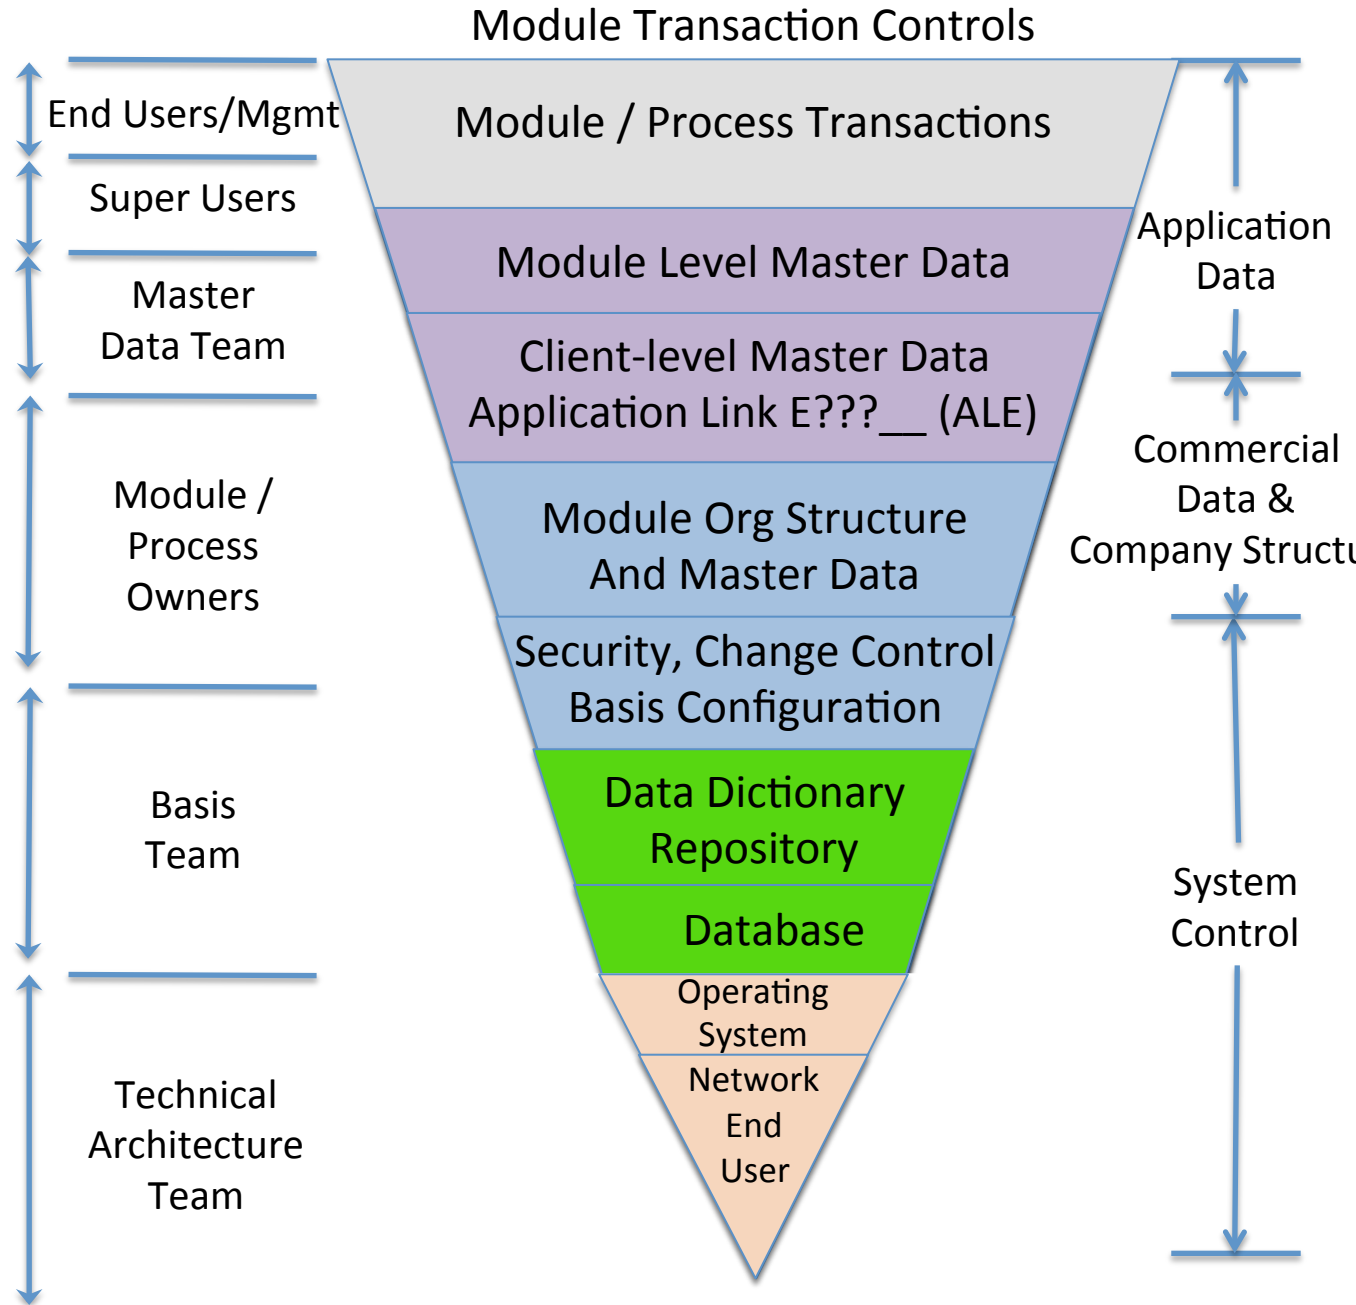 Module Transaction Controls
End Users/Mgmt
Super Users
Master
Data Team
Module /
Process
Owners
Basis
Team
Technical
Architecture
Team
Module / Process Transactions
Module Level Master Data
Client-level Master Data
Application Link E???__ (ALE)
Module Org Structure
And Master Data
Security, Change Control
Basis Configuration
Data Dictionary
Repository
Database
Operating
System
Network
End
User
Application
Data
Commercial
Data &
Company Structu
System
Control